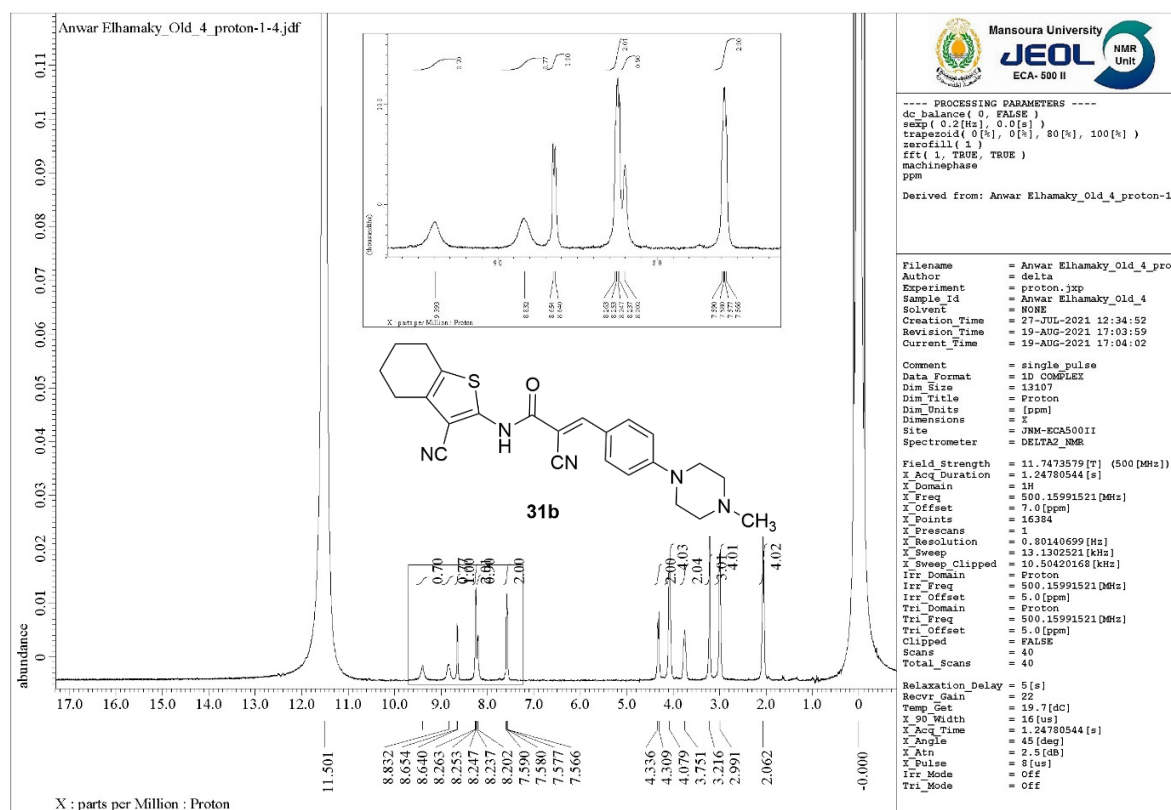 Anwar Elhamaky_Old_4_proton-1-4.jdf
Mansoura University
JEOL
ECA- 500 II
NMR
Unit
---- PROCESSING PARAMETERS ----
dc_balance( 0, FALSE )
sexp( 0.2[Hz], 0.0[s] )
trapezoid( 0[%], 0[%], 80[%], 100[%] )
zerofill( 1 )
fft( 1, TRUE, TRUE )
machinephase
ppm
Derived from: Anwar Elhamaky_Old_4_proton-1
Filename = Anwar Elhamaky_Old_4_pro
Author = delta
Experiment = proton.jxp
Sample_Id = Anwar Elhamaky_Old_4
Solvent = NONE
Creation_Time = 27-JUL-2021 12:34:52
Revision_Time = 19-AUG-2021 17:03:59
Current_Time = 19-AUG-2021 17:04:02
Comment = single_pulse
Data_Format = 1D COMPLEX
Dim_Size = 13107
Dim_Title = Proton
Dim_Units = [ppm]
Dimensions = X
Site = JNM-ECA500II
Spectrometer = DELTA2_NMR
Field_Strength = 11.7473579[T] (500[MHz])
X_Acq_Duration = 1.24780544[s]
X_Domain = 1H
X_Freq = 500.15991521[MHz]
X_Offset = 7.0[ppm]
X_Points = 16384
X_Prescans = 1
X_Resolution = 0.80140699[Hz]
X_Sweep = 13.1302521[kHz]
X_Sweep_Clipped = 10.50420168[kHz]
Irr_Domain = Proton
Irr_Freq = 500.15991521[MHz]
Irr_Offset = 5.0[ppm]
Tri_Domain = Proton
Tri_Freq = 500.15991521[MHz]
Tri_Offset = 5.0[ppm]
Clipped = FALSE
Scans = 40
Total_Scans = 40
Relaxation_Delay = 5[s]
Recvr_Gain = 22
Temp_Get = 19.7[dC]
X_90_Width = 16[us]
X_Acq_Time = 1.24780544[s]
X_Angle = 45[deg]
X_Atn = 2.5[dB]
X_Pulse = 8[us]
Irr_Mode = Off
Tri_Mode = Off
0.70
0.77
1.00
2.01
0.90
2.00
(thousandths)
10.0
0
9.0
8.0
9.393
8.832
8.654
8.640
8.263
8.253
8.247
8.237
8.202
7.590
7.580
7.577
7.566
X : parts per Million : Proton
S
O
N
H
NC
CN
N
N
CH3
31b
abundance
0.11
0.1
0.09
0.08
0.07
0.06
0.05
0.04
0.03
0.02
0.01
0
0.70
0.77
1.00
2.01
0.90
2.00
2.00
4.03
2.04
3.01
4.01
4.02
17.0 16.0 15.0 14.0 13.0 12.0 11.0 10.0 9.0 8.0 7.0 6.0 5.0 4.0 3.0 2.0 1.0 0
11.501
8.832
8.654
8.640
8.263
8.253
8.247
8.237
8.202
7.590
7.580
7.577
7.566
4.336
4.309
4.079
3.751
3.216
2.991
2.062
-0.000
X : parts per Million : Proton